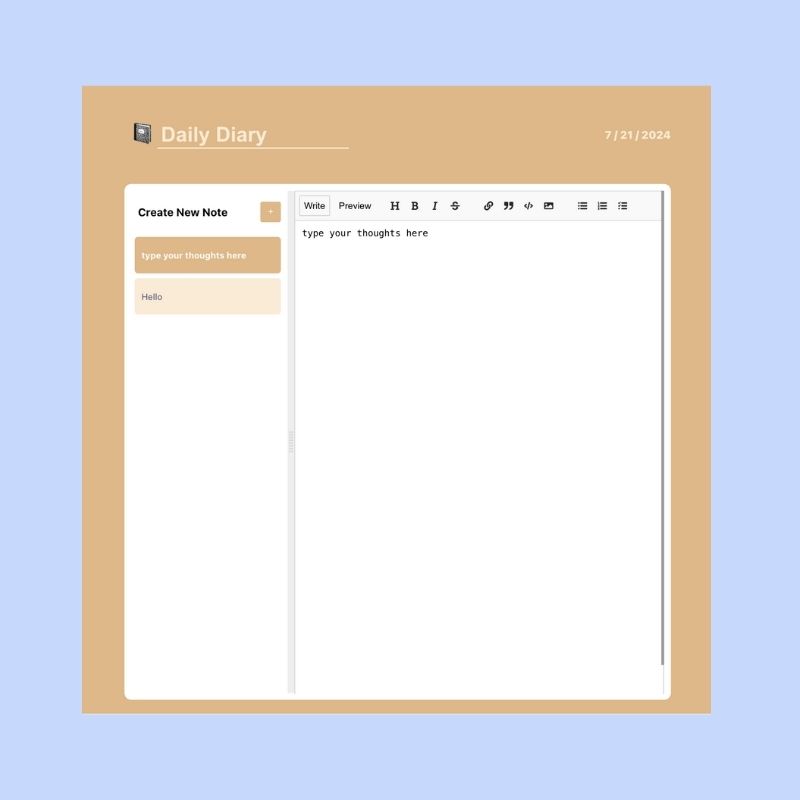 Daily Diary
7 / 21 / 2024
Create New Note
+
type your thoughts here
Hello
Write Preview H B I S
type your thoughts here